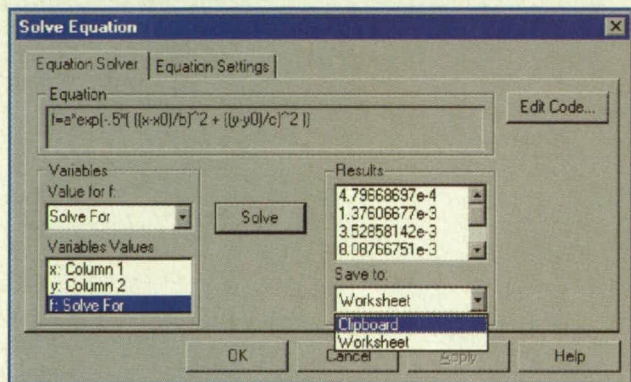 Solve Equation
Equation Solver
Equation Settings
Equation
f=a*exp(-.5*( ((x-x0)/b)^2 + ((y-y0)/c)^2 ))
Edit Code...
Variables
Value for f:
Solve For
Variables Values
x: Column 1
y: Column 2
f: Solve For
Solve
Results
4.79668697e-4
1.37606677e-3
3.52858142e-3
8.08766751e-3
Save to:
Worksheet
Clipboard
Worksheet
OK
Cancel
Apply
Help